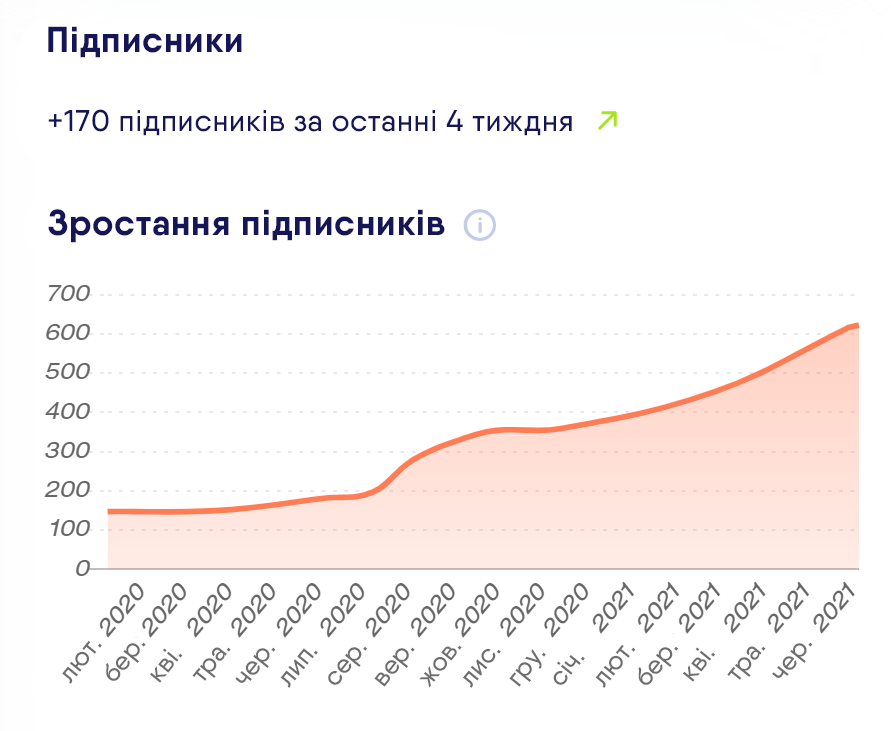 Підписники
+170 підписників за останні 4 тиждня
Зростання підписників
700
600
500
400
300
200
100
0
лют. 2020
бер. 2020
кві. 2020
тра. 2020
чер. 2020
лип. 2020
сер. 2020
вер. 2020
жов. 2020
лис. 2020
гру. 2020
січ. 2021
лют. 2021
бер. 2021
кві. 2021
тра. 2021
чер. 2021